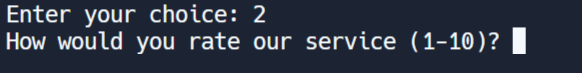 Enter your choice: 2
How would you rate our service (1-10)?